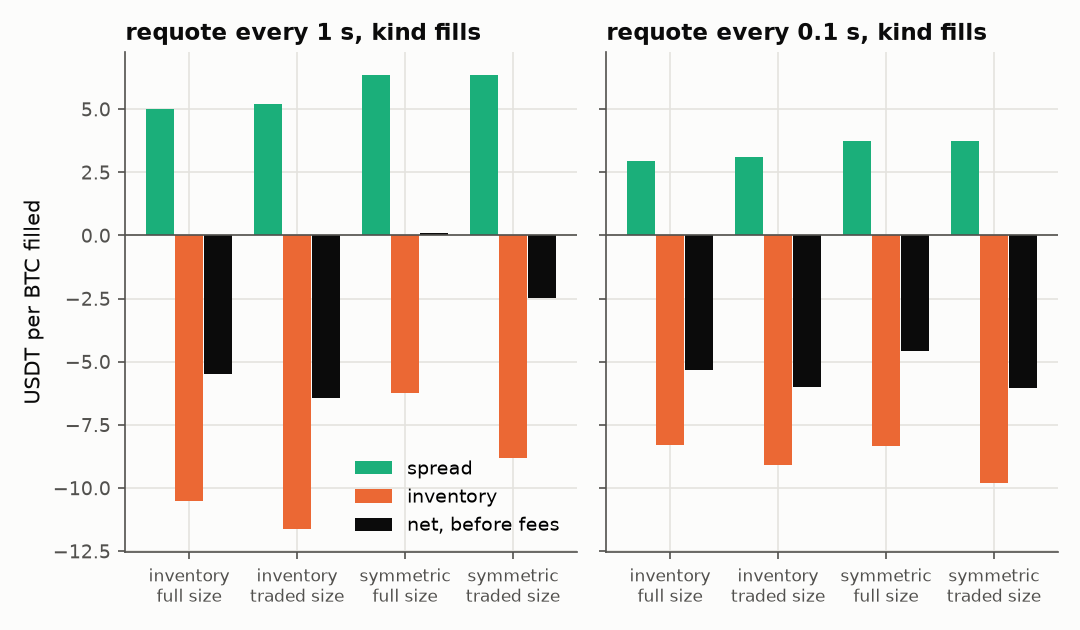 requote every 1 s, kind fills
requote every 0.1 s, kind fills
USDT per BTC filled
5.0
2.5
0.0
−2.5
−5.0
−7.5
−10.0
−12.5
spread
inventory
net, before fees
inventory
full size
inventory
traded size
symmetric
full size
symmetric
traded size
inventory
full size
inventory
traded size
symmetric
full size
symmetric
traded size